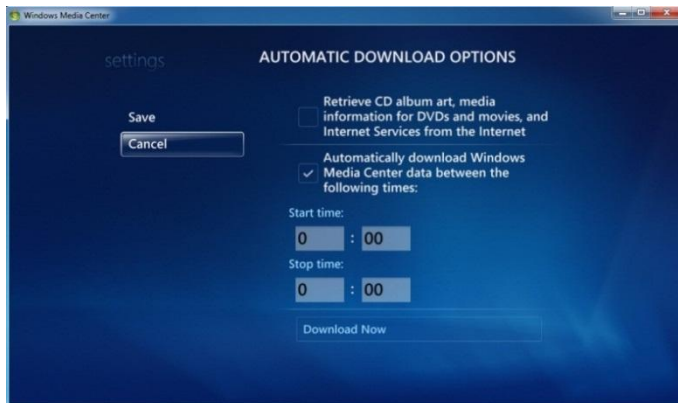 Windows Media Center
settings
AUTOMATIC DOWNLOAD OPTIONS
Save
Cancel
Retrieve CD album art, media
information for DVDs and movies, and
Internet Services from the Internet
Automatically download Windows
Media Center data between the
following times:
Start time:
0 : 00
Stop time:
0 : 00
Download Now